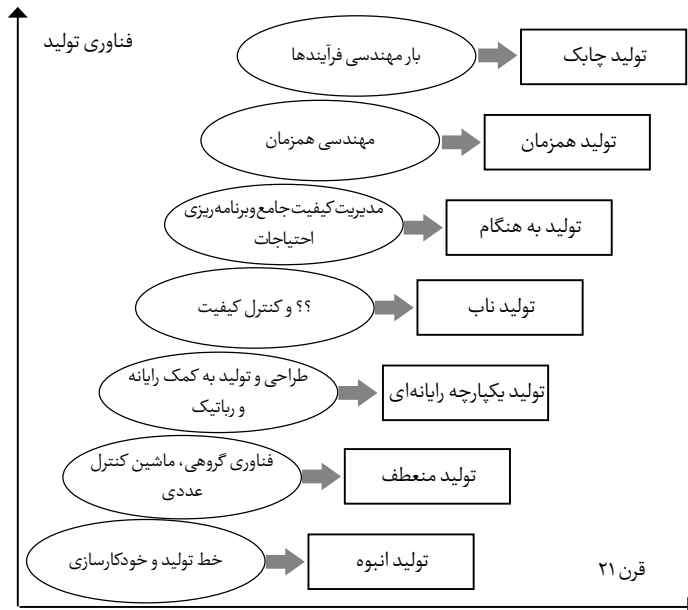 فناوری تولید
بار مهندسی فرآیندها
تولید چابک
مهندسی همزمان
تولید همزمان
مدیریت کیفیت جامع و برنامه ریزی
احتیاجات
تولید به هنگام
؟؟ و کنترل کیفیت
تولید ناب
طراحی و تولید به کمک رایانه
و رباتیک
تولید یکپارچه رایانه‌ای
فناوری گروهی، ماشین کنترل
عددی
تولید منعطف
خط تولید و خودکارسازی
تولید انبوه
قرن ۲۱